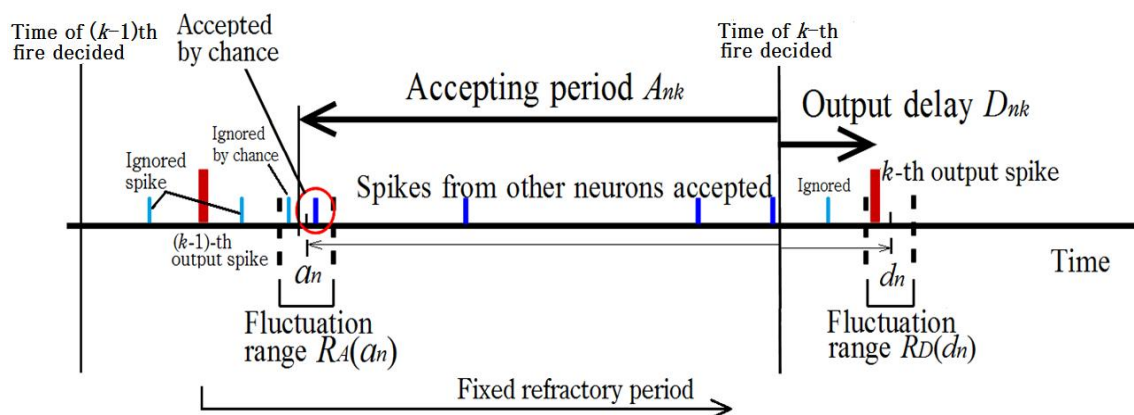 Time of (k-1)th
fire decided
Accepted
by chance
Time of k-th
fire decided
Accepting period Ank
Output delay Dnk
Ignored
by chance
Ignored
spike
Spikes from other neurons accepted
Ignored
k-th output spike
(k-1)-th
output spike
an
dn
Time
Fluctuation
range RA(an)
Fluctuation
range RD(dn)
Fixed refractory period